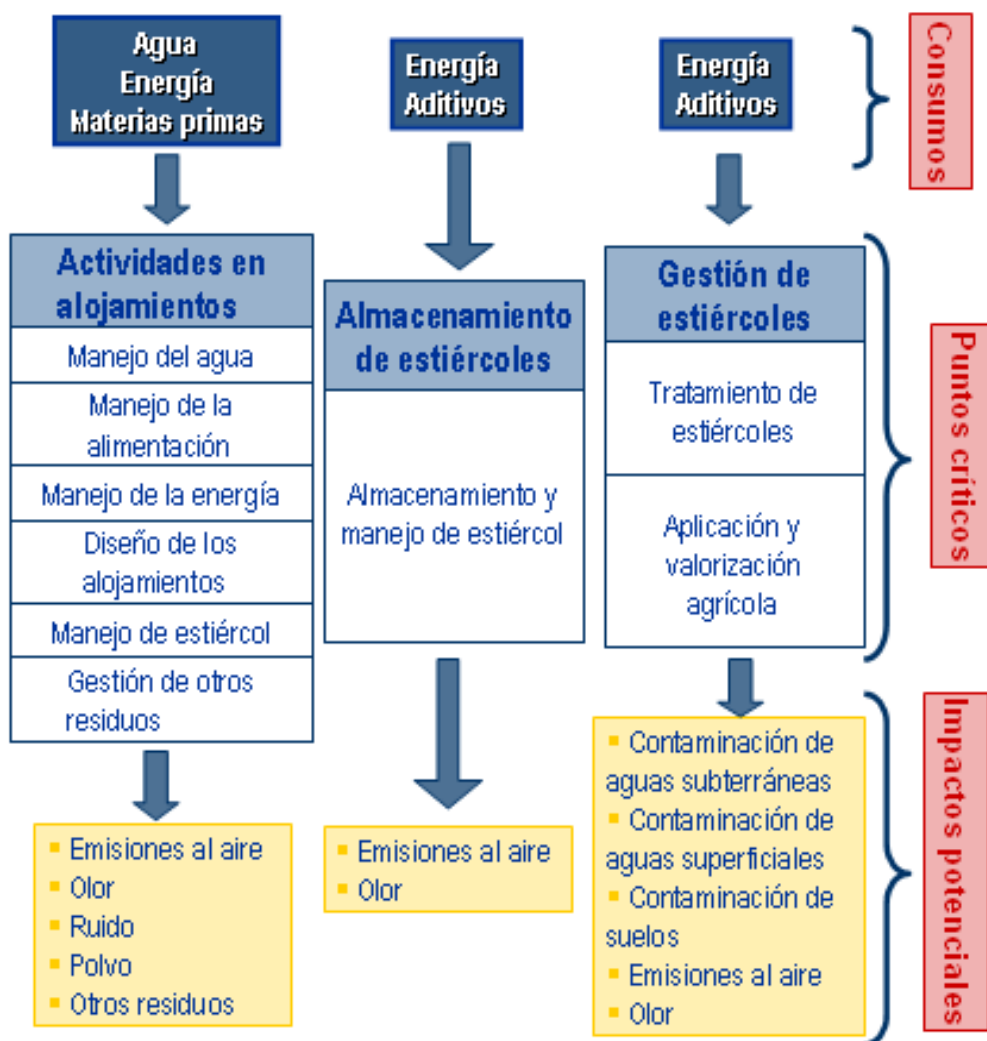 Agua
Energía
Materias primas
Energía
Aditivos
Energía
Aditivos
Consumos
Actividades en
alojamientos
Manejo del agua
Manejo de la
alimentación
Manejo de la energía
Diseño de los
alojamientos
Manejo de estiércol
Gestión de otros
residuos
Almacenamiento
de estiércoles
Almacenamiento y
manejo de estiércol
Gestión de
estiércoles
Tratamiento de
estiércoles
Aplicación y
valorización
agrícola
Puntos críticos
▪ Emisiones al aire
▪ Olor
▪ Ruido
▪ Polvo
▪ Otros residuos
▪ Emisiones al aire
▪ Olor
▪ Contaminación de
aguas subterráneas
▪ Contaminación de
aguas superficiales
▪ Contaminación de
suelos
▪ Emisiones al aire
▪ Olor
Impactos potenciales